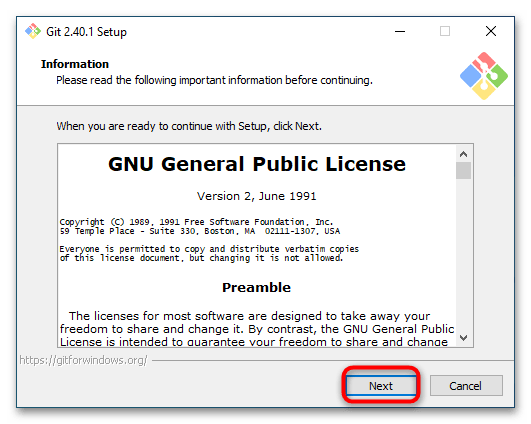 Git 2.40.1 Setup
Information
Please read the following important information before continuing.
When you are ready to continue with Setup, click Next.
GNU General Public License
Version 2, June 1991
Copyright (C) 1989, 1991 Free Software Foundation, Inc.
59 Temple Place - Suite 330, Boston, MA  02111-1307, USA
Everyone is permitted to copy and distribute verbatim copies
of this license document, but changing it is not allowed.
Preamble
The licenses for most software are designed to take away your
freedom to share and change it. By contrast, the GNU General Public
License is intended to guarantee your freedom to share and change
https://gitforwindows.org/
Next
Cancel